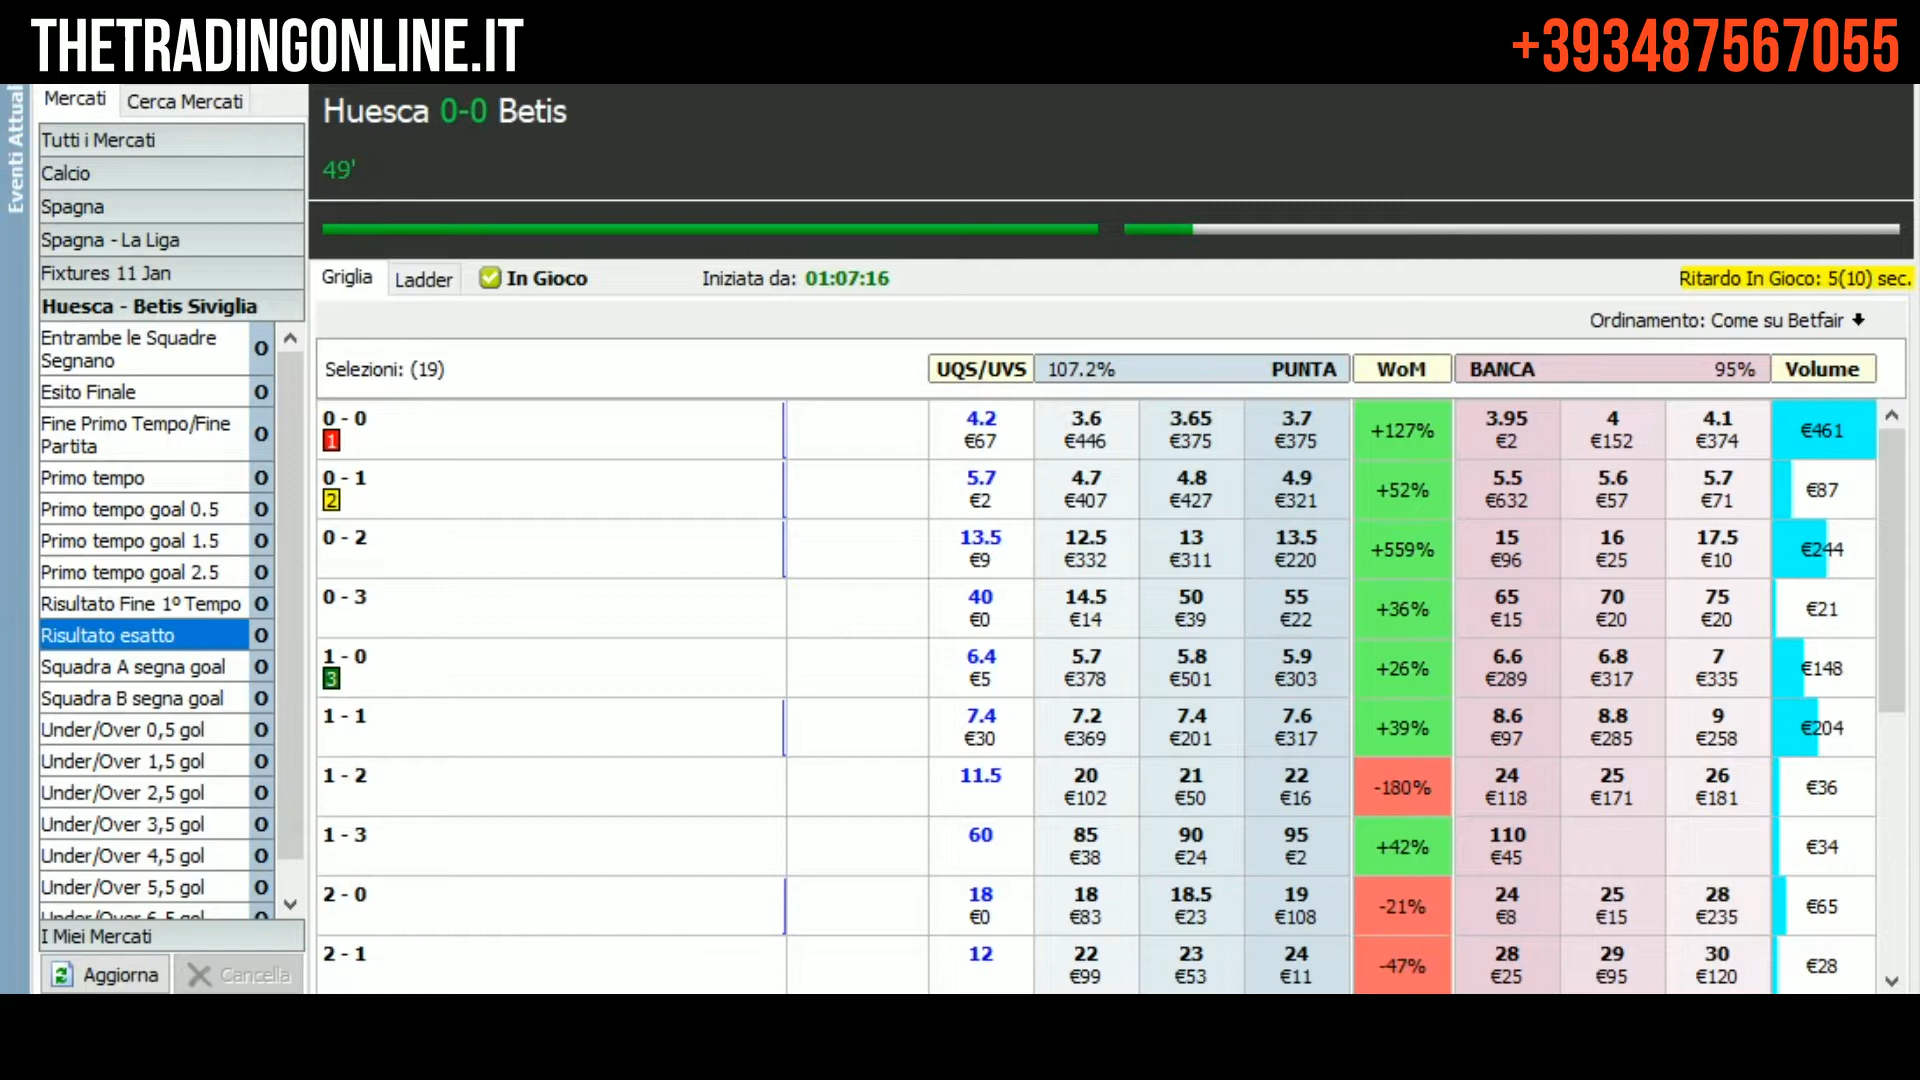 THETRADINGONLINE.IT
+393487567055
Eventi Attual
Mercati
Cerca Mercati
Tutti i Mercati
Calcio
Spagna
Spagna - La Liga
Fixtures 11 Jan
Huesca - Betis Siviglia
Entrambe le Squadre
Segnano 0
Esito Finale 0
Fine Primo Tempo/Fine
Partita 0
Primo tempo 0
Primo tempo goal 0.5 0
Primo tempo goal 1.5 0
Primo tempo goal 2.5 0
Risultato Fine 1º Tempo 0
Risultato esatto 0
Squadra A segna goal 0
Squadra B segna goal 0
Under/Over 0,5 gol 0
Under/Over 1,5 gol 0
Under/Over 2,5 gol 0
Under/Over 3,5 gol 0
Under/Over 4,5 gol 0
Under/Over 5,5 gol 0
Under/Over 6,5 gol 0
I Miei Mercati
Aggiorna
Cancella
Huesca 0-0 Betis
49'
Griglia
Ladder
In Gioco
Iniziata da: 01:07:16
Ritardo In Gioco: 5(10) sec.
Ordinamento: Come su Betfair
Selezioni: (19) UQS/UVS 107.2% PUNTA WoM BANCA 95% Volume
0 - 0 4.2 3.6 3.65 3.7 +127% 3.95 4 4.1 €461
1 €67 €446 €375 €375 €2 €152 €374
0 - 1 5.7 4.7 4.8 4.9 +52% 5.5 5.6 5.7 €87
2 €2 €407 €427 €321 €632 €57 €71
0 - 2 13.5 12.5 13 13.5 +559% 15 16 17.5 €244
€9 €332 €311 €220 €96 €25 €10
0 - 3 40 14.5 50 55 +36% 65 70 75 €21
€0 €14 €39 €22 €15 €20 €20
1 - 0 6.4 5.7 5.8 5.9 +26% 6.6 6.8 7 €148
3 €5 €378 €501 €303 €289 €317 €335
1 - 1 7.4 7.2 7.4 7.6 +39% 8.6 8.8 9 €204
€30 €369 €201 €317 €97 €285 €258
1 - 2 11.5 20 21 22 -180% 24 25 26 €36
€102 €50 €16 €118 €171 €181
1 - 3 60 85 90 95 +42% 110 €34
€38 €24 €2 €45
2 - 0 18 18 18.5 19 -21% 24 25 28 €65
€0 €83 €23 €108 €8 €15 €235
2 - 1 12 22 23 24 -47% 28 29 30 €28
€99 €53 €11 €25 €95 €120